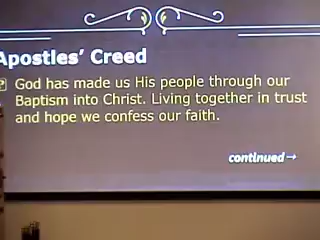 Apostles' Creed
God has made us His people through our
Baptism into Christ. Living together in trust
and hope we confess our faith.
continued→